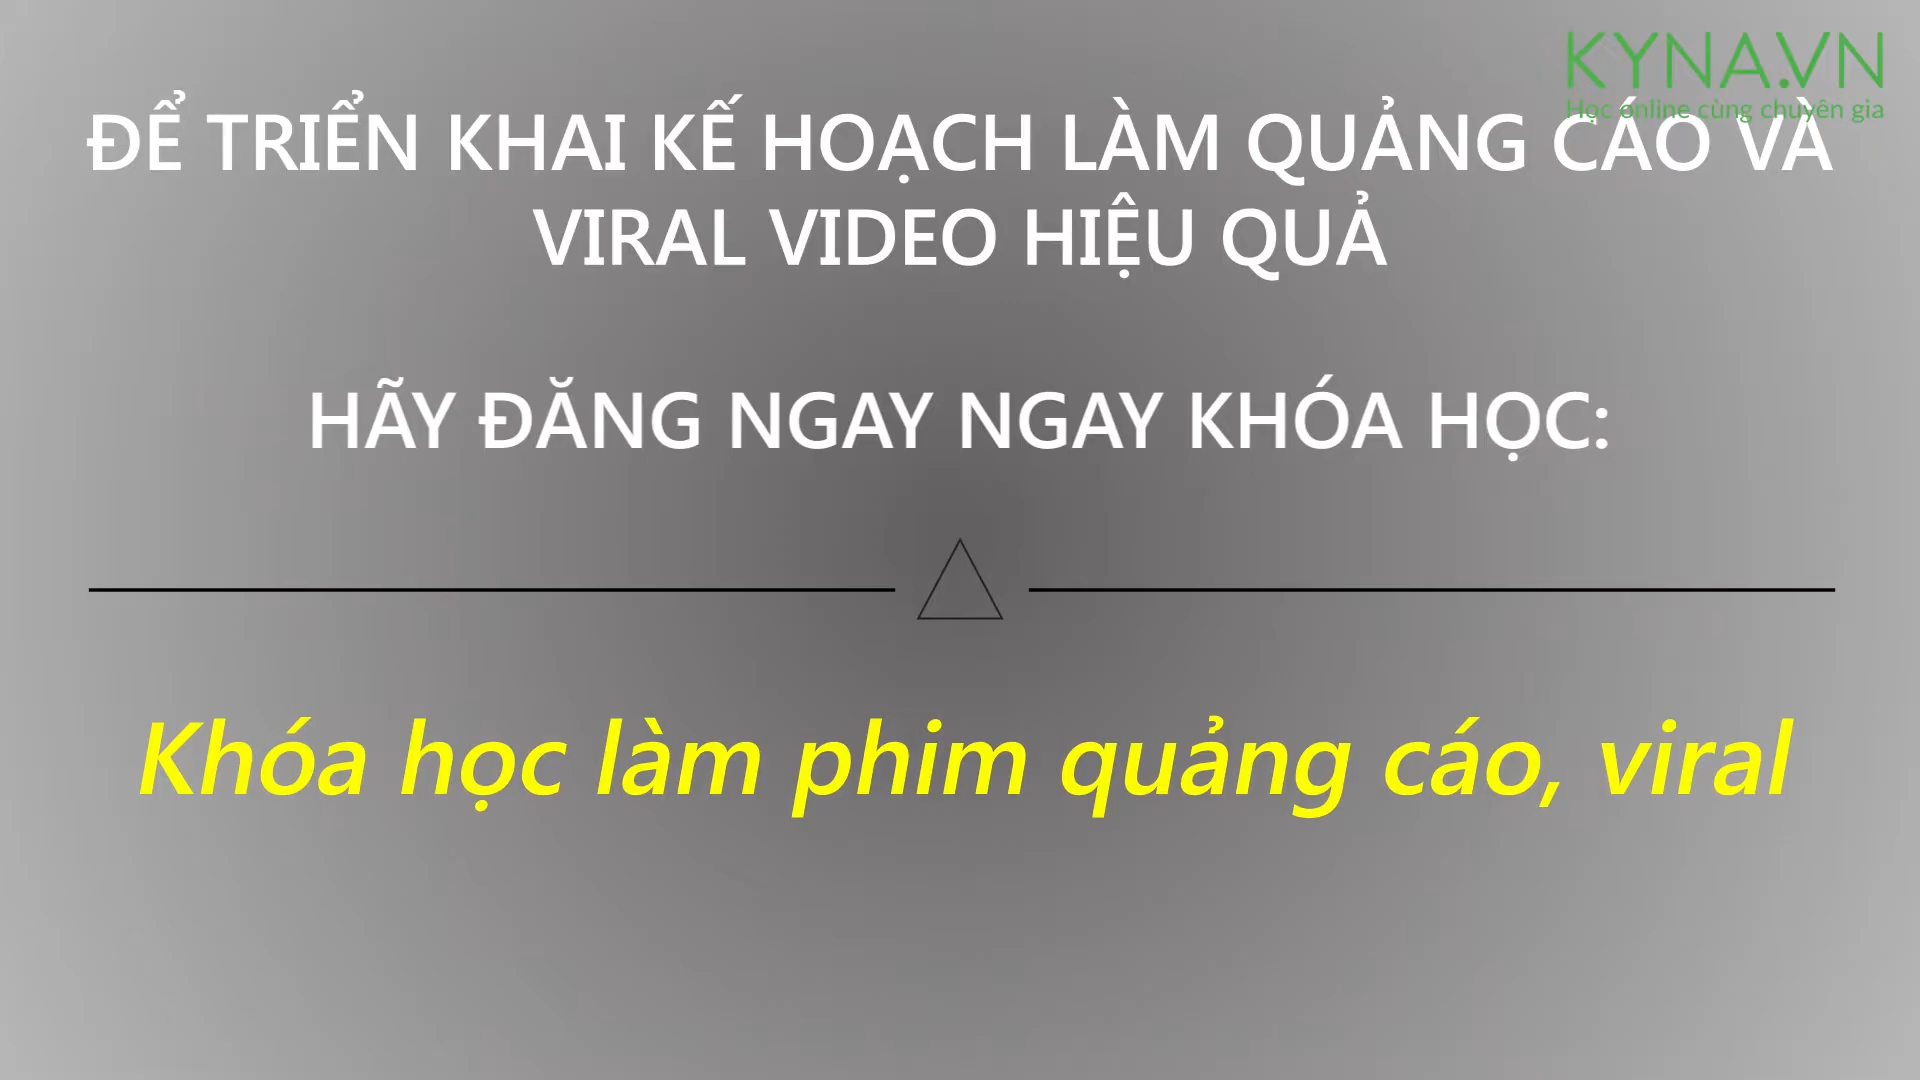 KYNA.VN
Học online cùng chuyên gia
ĐỂ TRIỂN KHAI KẾ HOẠCH LÀM QUẢNG CÁO VÀ
VIRAL VIDEO HIỆU QUẢ
HÃY ĐĂNG NGAY NGAY KHÓA HỌC:
Khóa học làm phim quảng cáo, viral